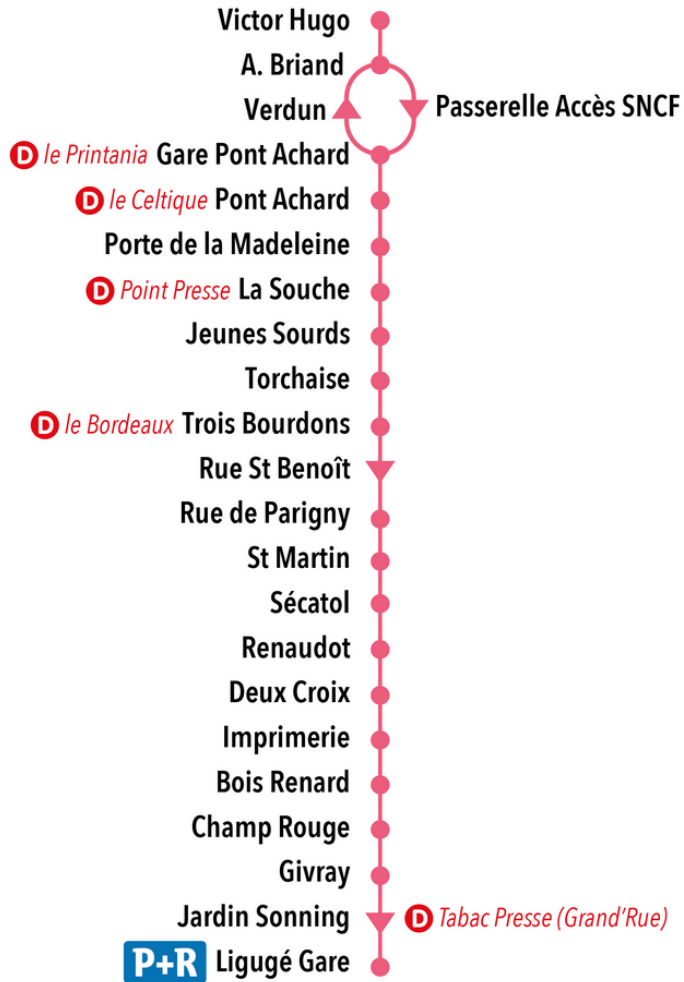 Victor Hugo
A. Briand
Verdun Passerelle Accès SNCF
D le Printania Gare Pont Achard
D le Celtique Pont Achard
Porte de la Madeleine
D Point Presse La Souche
Jeunes Sourds
Torchaise
D le Bordeaux Trois Bourdons
Rue St Benoît
Rue de Parigny
St Martin
Sécatol
Renaudot
Deux Croix
Imprimerie
Bois Renard
Champ Rouge
Givray
Jardin Sonning D Tabac Presse (Grand'Rue)
P+R Ligugé Gare